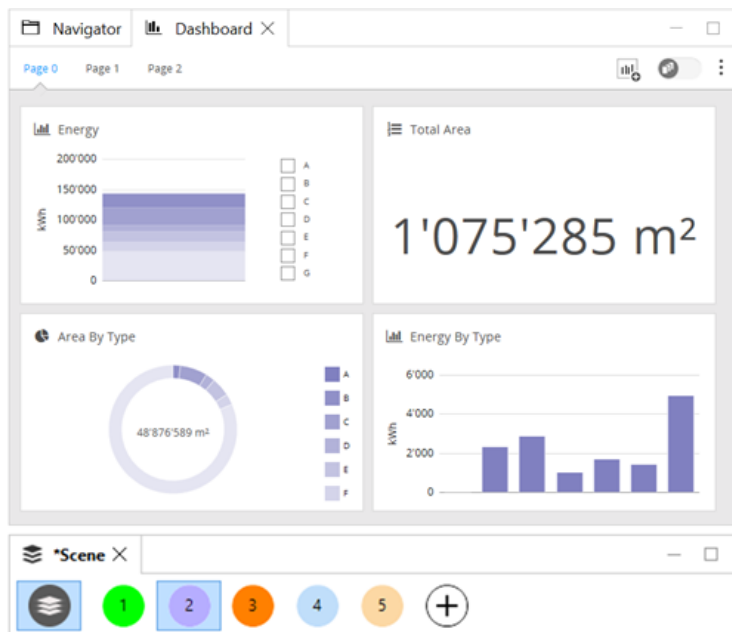 Navigator
Dashboard
Page 0
Page 1
Page 2
Energy
200'000
150'000
100'000
50'000
0
kWh
A
B
C
D
E
F
G
Total Area
1'075'285 m²
Area By Type
48'876'589 m²
A
B
C
D
E
F
Energy By Type
6'000
4'000
2'000
0
kWh
*Scene
1
2
3
4
5